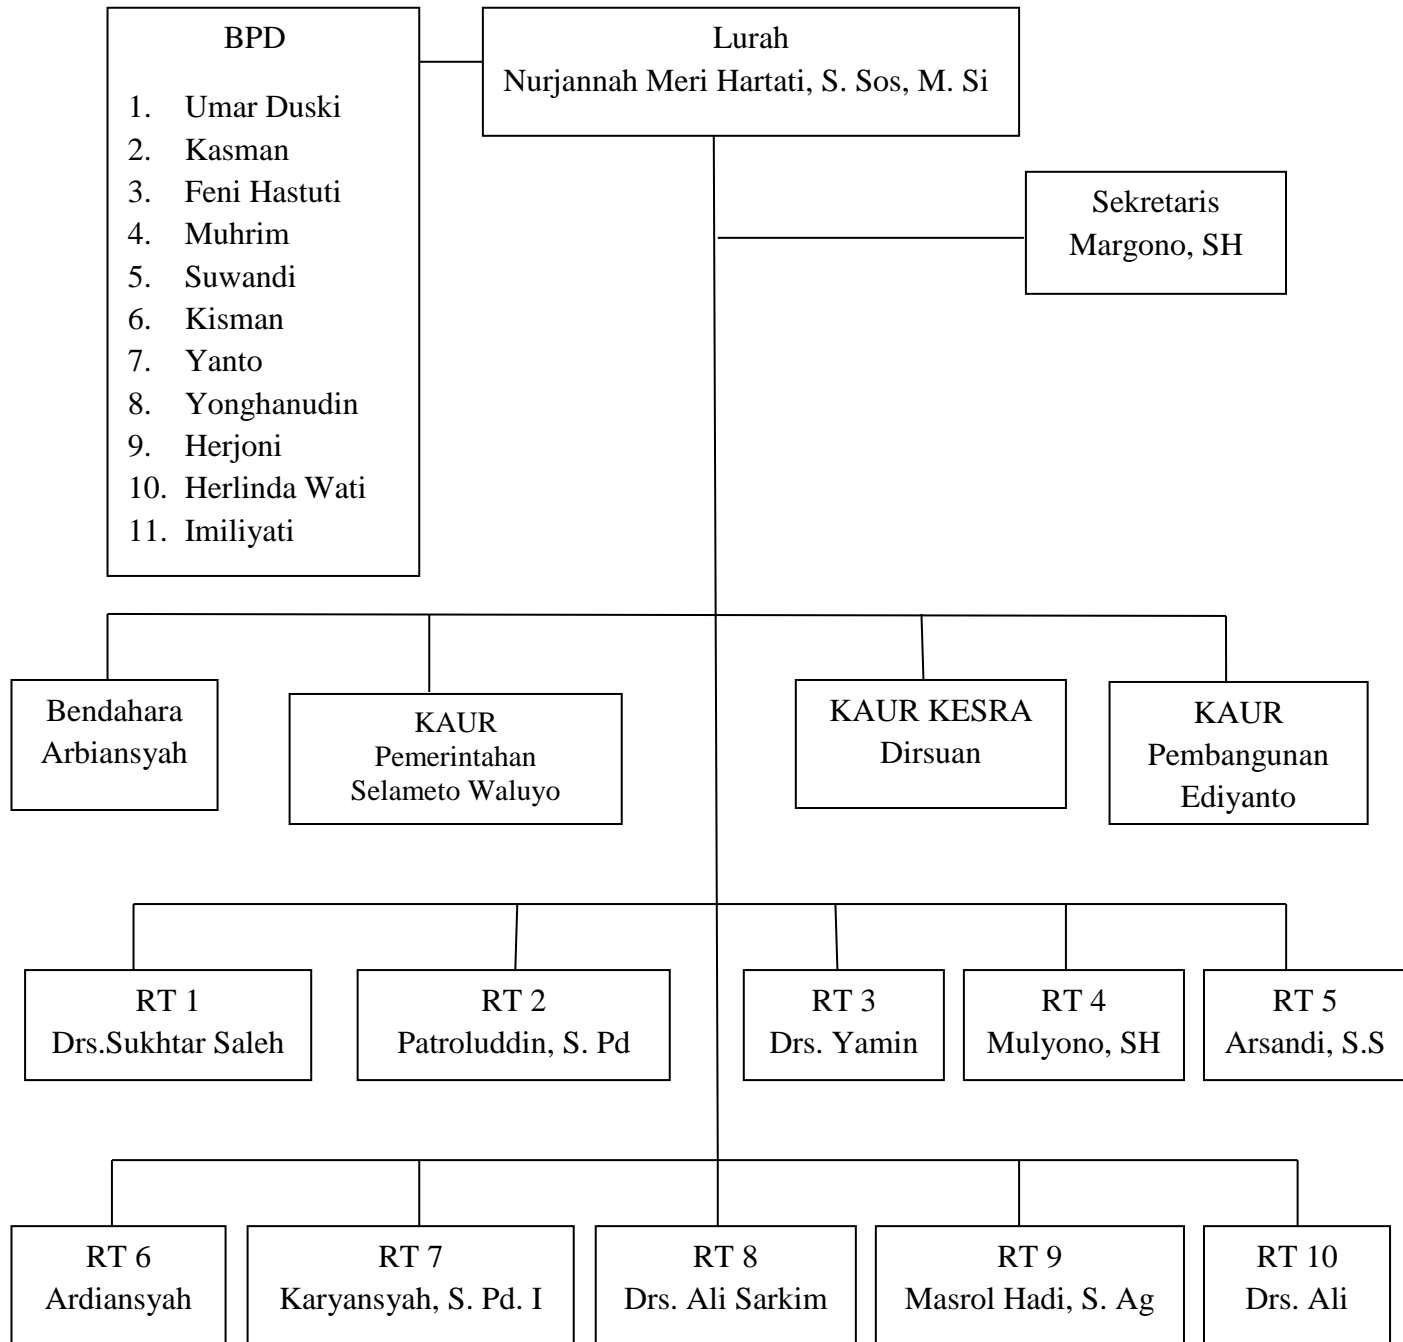 BPD
1. Umar Duski
2. Kasman
3. Feni Hastuti
4. Muhrim
5. Suwandi
6. Kisman
7. Yanto
8. Yonghanudin
9. Herjoni
10. Herlinda Wati
11. Imiliyati
Lurah
Nurjannah Meri Hartati, S. Sos, M. Si
Sekretaris
Margono, SH
Bendahara
Arbiansyah
KAUR
Pemerintahan
Selameto Waluyo
KAUR KESRA
Dirsuan
KAUR
Pembangunan
Ediyanto
RT 1
Drs.Sukhtar Saleh
RT 2
Patroluddin, S. Pd
RT 3
Drs. Yamin
RT 4
Mulyono, SH
RT 5
Arsandi, S.S
RT 6
Ardiansyah
RT 7
Karyansyah, S. Pd. I
RT 8
Drs. Ali Sarkim
RT 9
Masrol Hadi, S. Ag
RT 10
Drs. Ali